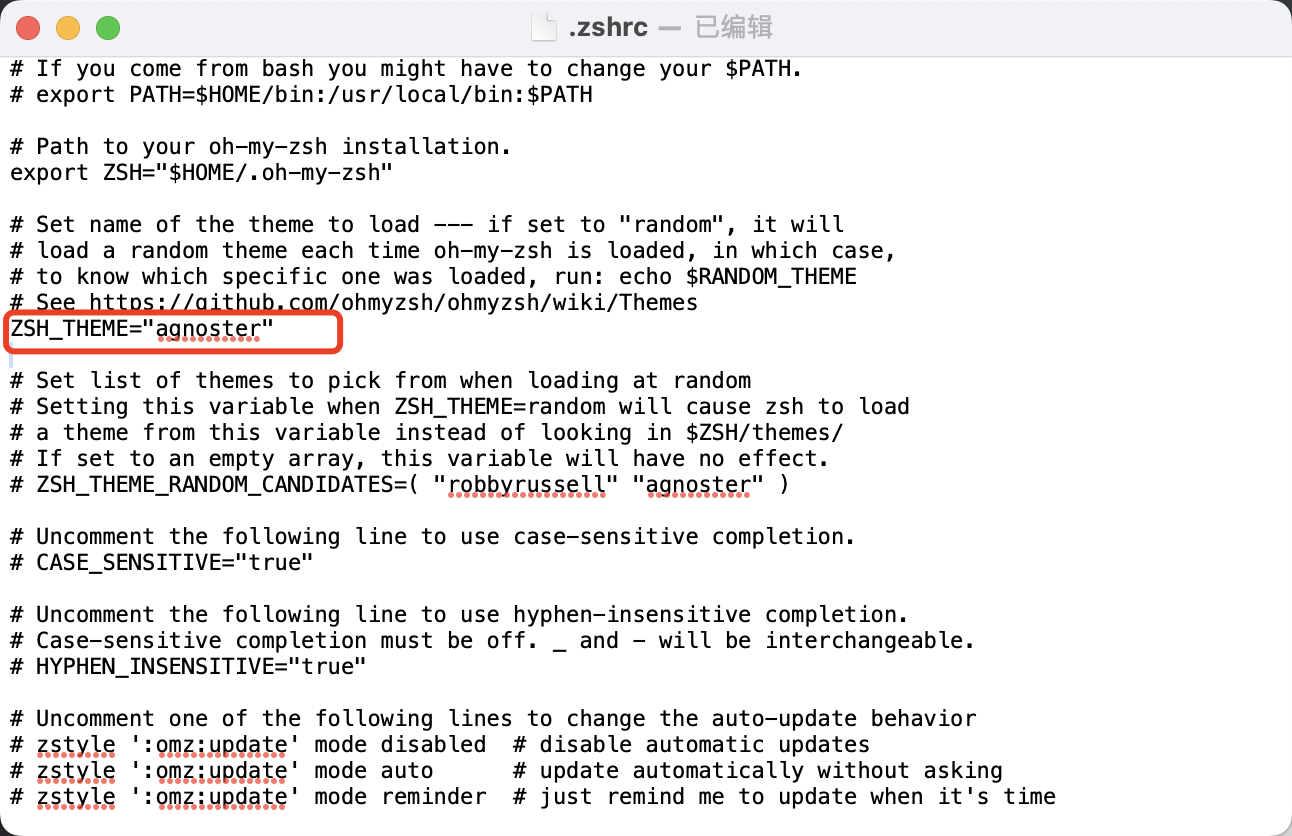 .zshrc — 已编辑
# If you come from bash you might have to change your $PATH.
# export PATH=$HOME/bin:/usr/local/bin:$PATH
# Path to your oh-my-zsh installation.
export ZSH="$HOME/.oh-my-zsh"
# Set name of the theme to load --- if set to "random", it will
# load a random theme each time oh-my-zsh is loaded, in which case,
# to know which specific one was loaded, run: echo $RANDOM_THEME
# See https://github.com/ohmyzsh/ohmyzsh/wiki/Themes
ZSH_THEME="agnoster"
# Set list of themes to pick from when loading at random
# Setting this variable when ZSH_THEME=random will cause zsh to load
# a theme from this variable instead of looking in $ZSH/themes/
# If set to an empty array, this variable will have no effect.
# ZSH_THEME_RANDOM_CANDIDATES=( "robbyrussell" "agnoster" )
# Uncomment the following line to use case-sensitive completion.
# CASE_SENSITIVE="true"
# Uncomment the following line to use hyphen-insensitive completion.
# Case-sensitive completion must be off. _ and - will be interchangeable.
# HYPHEN_INSENSITIVE="true"
# Uncomment one of the following lines to change the auto-update behavior
# zstyle ':omz:update' mode disabled  # disable automatic updates
# zstyle ':omz:update' mode auto      # update automatically without asking
# zstyle ':omz:update' mode reminder  # just remind me to update when it's time